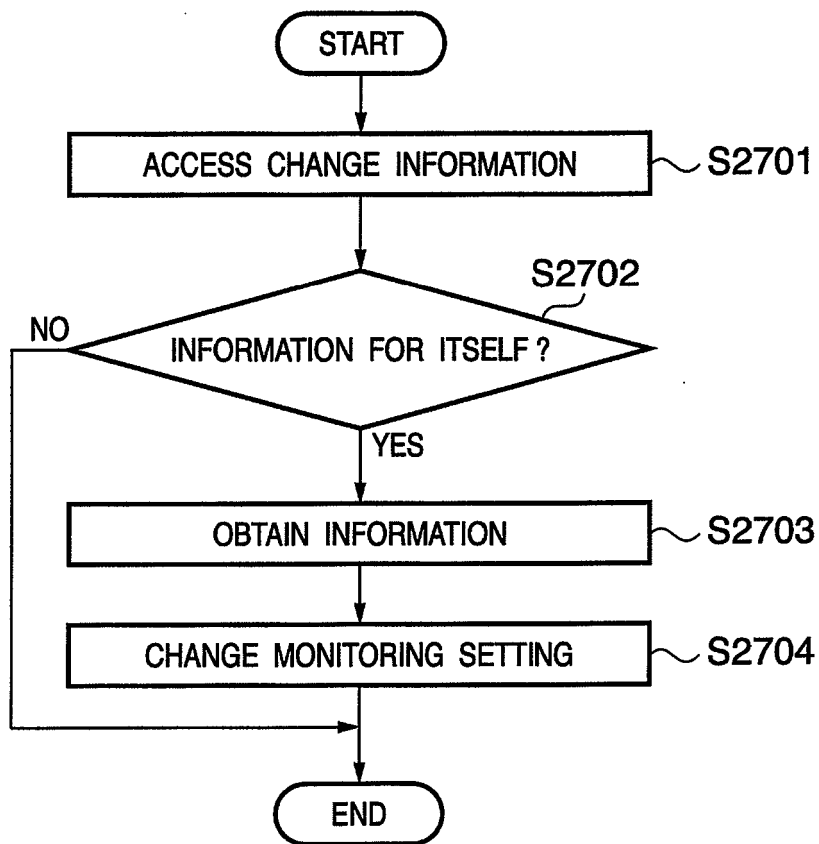 START
ACCESS CHANGE INFORMATION
S2701
S2702
NO
INFORMATION FOR ITSELF ?
YES
OBTAIN INFORMATION
S2703
CHANGE MONITORING SETTING
S2704
END